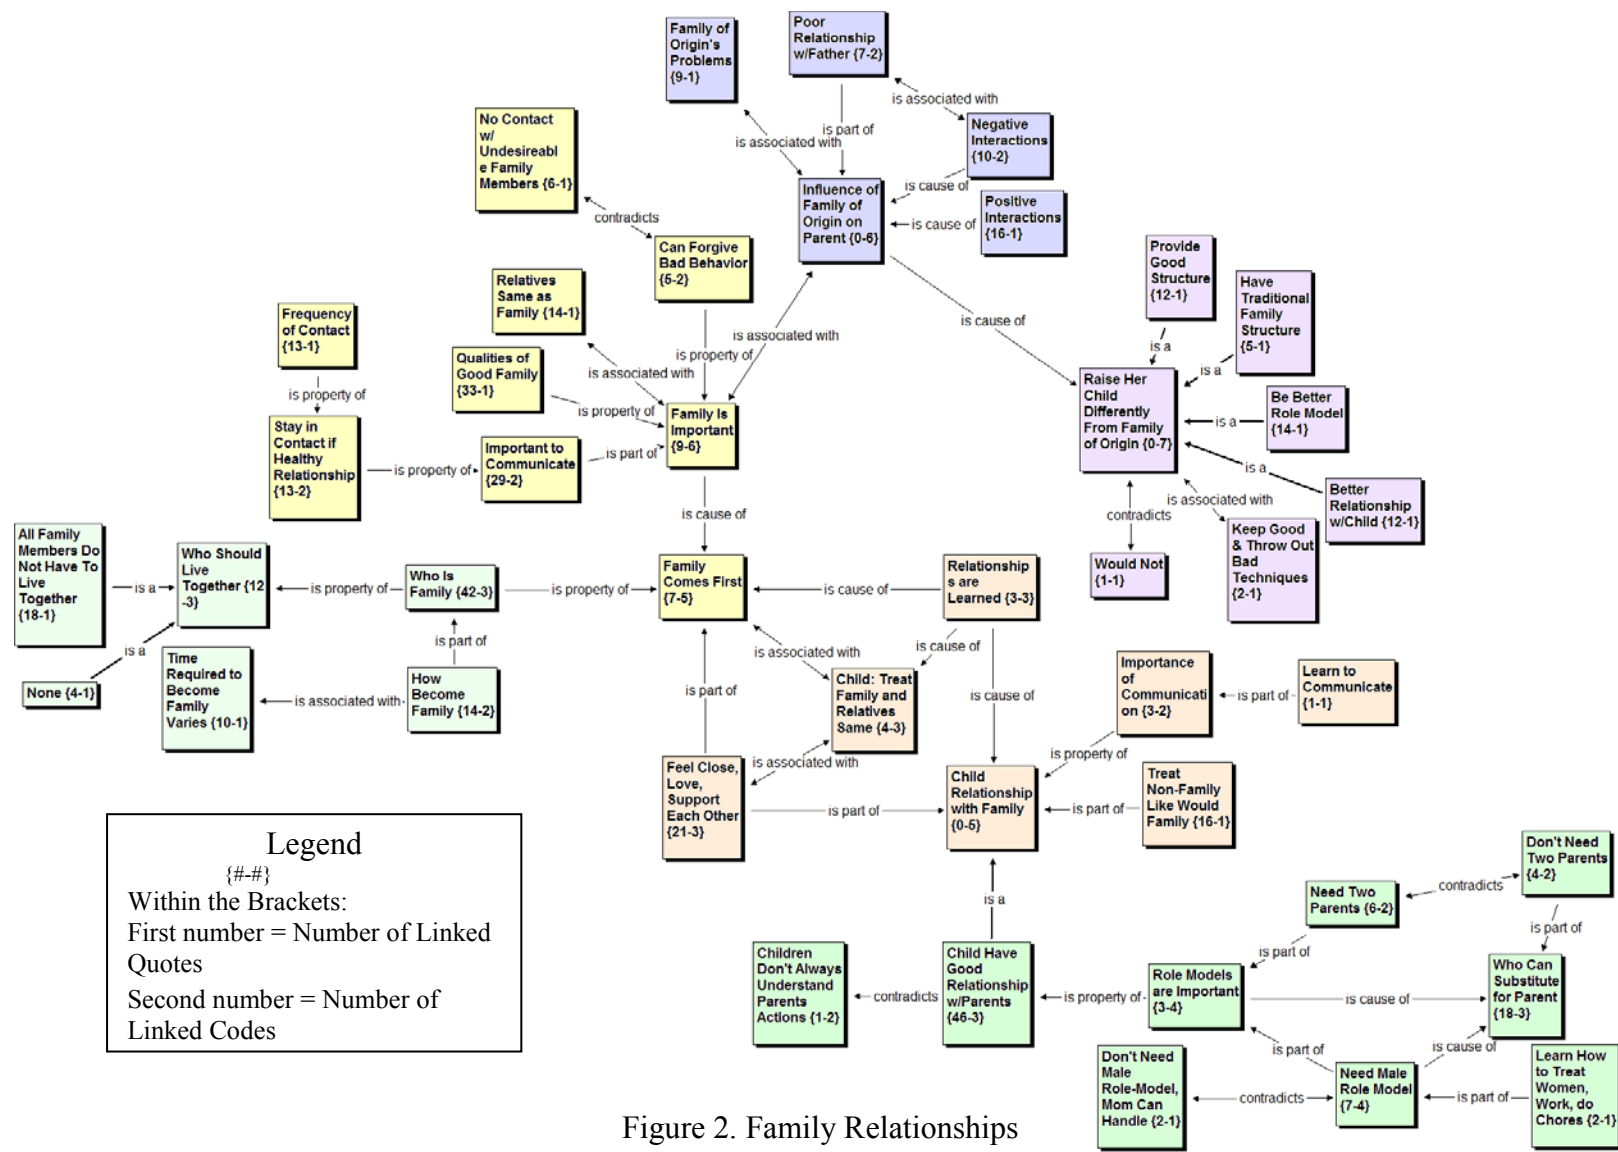 Family of
Origin's
Problems
{9-1}
Poor
Relationship
w/Father {7-2}
is associated with
is part of
is associated with
Negative
Interactions
{10-2}
is cause of
Influence of
Family of
Origin on
Parent {0-6}
Positive
Interactions
{16-1}
is cause of
No Contact
w/
Undesireabl
e Family
Members {6-1}
contradicts
Can Forgive
Bad Behavior
{5-2}
Relatives
Same as
Family {14-1}
is associated with
is property of
is associated with
is cause of
Provide
Good
Structure
{12-1}
Have
Traditional
Family
Structure
{5-1}
is a
is a
Raise Her
Child
Differently
From Family
of Origin {0-7}
is a
Be Better
Role Model
{14-1}
is a
Better
Relationship
w/Child {12-1}
is associated with
contradicts
Keep Good
& Throw Out
Bad
Techniques
{2-1}
Would Not
{1-1}
Frequency
of Contact
{13-1}
is property of
Qualities of
Good Family
{33-1}
is property of
Family Is
Important
{9-6}
Stay in
Contact if
Healthy
Relationship
{13-2}
is property of
Important to
Communicate
{29-2}
is part of
is cause of
All Family
Members Do
Not Have To
Live
Together
{18-1}
is a
Who Should
Live
Together {12
-3}
is property of
Who Is
Family {42-3}
is property of
Family
Comes First
{7-5}
is cause of
Relationship
s are
Learned {3-3}
is a
None {4-1}
Time
Required to
Become
Family
Varies {10-1}
is associated with
is part of
How
Become
Family {14-2}
is part of
is associated with
is cause of
Child: Treat
Family and
Relatives
Same {4-3}
is cause of
is associated with
Importance
of
Communicati
on {3-2}
is part of
Learn to
Communicate
{1-1}
is property of
Feel Close,
Love,
Support
Each Other
{21-3}
is part of
Child
Relationship
with Family
{0-5}
is part of
Treat
Non-Family
Like Would
Family {16-1}
is a
Legend
{#-#}
Within the Brackets:
First number = Number of Linked
Quotes
Second number = Number of
Linked Codes
Children
Don't Always
Understand
Parents
Actions {1-2}
contradicts
Child Have
Good
Relationship
w/Parents
{46-3}
is property of
Role Models
are Important
{3-4}
is part of
Need Two
Parents {6-2}
contradicts
Don't Need
Two Parents
{4-2}
is part of
is cause of
Who Can
Substitute
for Parent
{18-3}
is part of
is cause of
Don't Need
Male
Role-Model,
Mom Can
Handle {2-1}
contradicts
Need Male
Role Model
{7-4}
is part of
Learn How
to Treat
Women,
Work, do
Chores {2-1}
Figure 2. Family Relationships